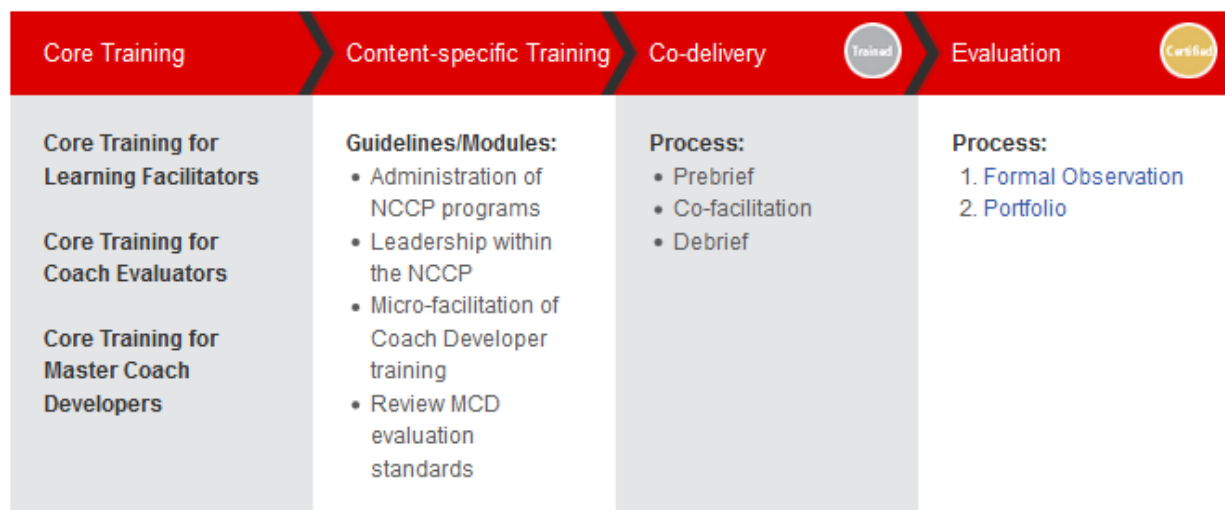 Core Training
Content-specific Training
Co-delivery
Trained
Evaluation
Certified
Core Training for
Learning Facilitators
Core Training for
Coach Evaluators
Core Training for
Master Coach
Developers
Guidelines/Modules:
• Administration of
NCCP programs
• Leadership within
the NCCP
• Micro-facilitation of
Coach Developer
training
• Review MCD
evaluation
standards
Process:
• Prebrief
• Co-facilitation
• Debrief
Process:
1. Formal Observation
2. Portfolio